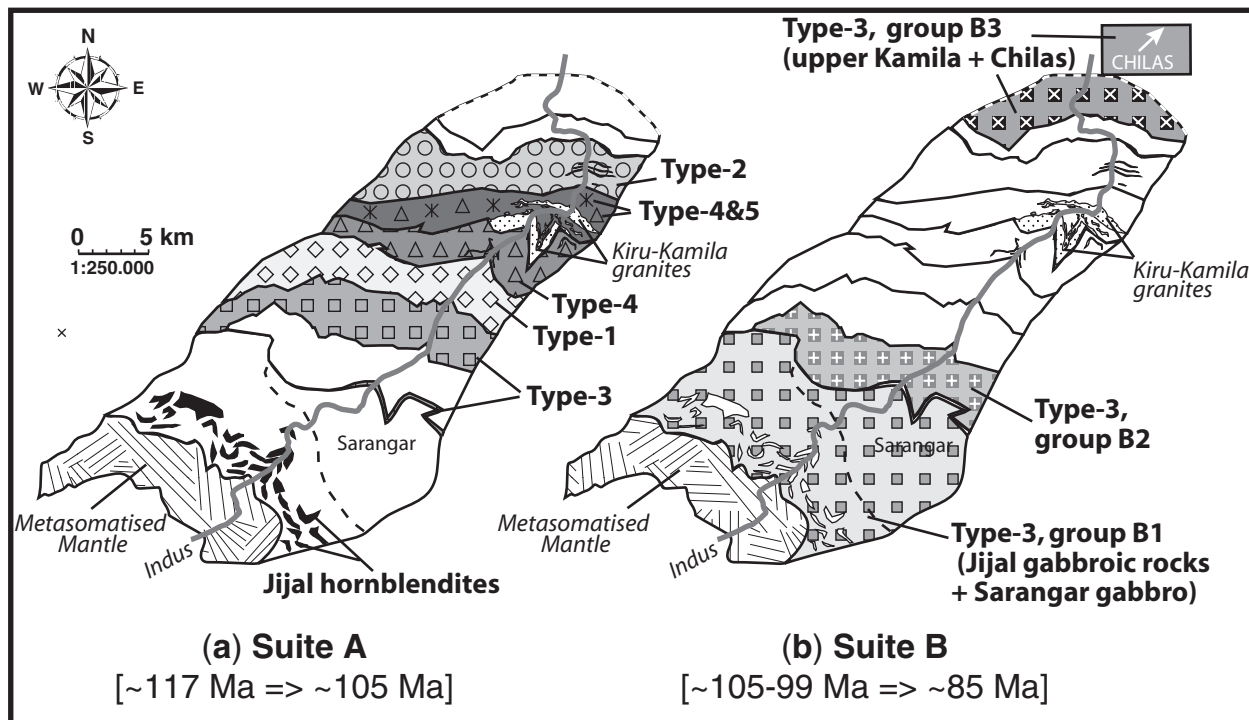 N
W
E
S
0 5 km
1:250.000
Type-2
Type-4&5
Kiru-Kamila
granites
Type-4
Type-1
Type-3
Sarangar
Metasomatised
Mantle
Indus
Jijal hornblendites
(a) Suite A
[~117 Ma => ~105 Ma]
Type-3, group B3
(upper Kamila + Chilas)
CHILAS
Kiru-Kamila
granites
Type-3,
group B2
Sarangar
Metasomatised
Mantle
Indus
Type-3, group B1
(Jijal gabbroic rocks
+ Sarangar gabbro)
(b) Suite B
[~105-99 Ma => ~85 Ma]